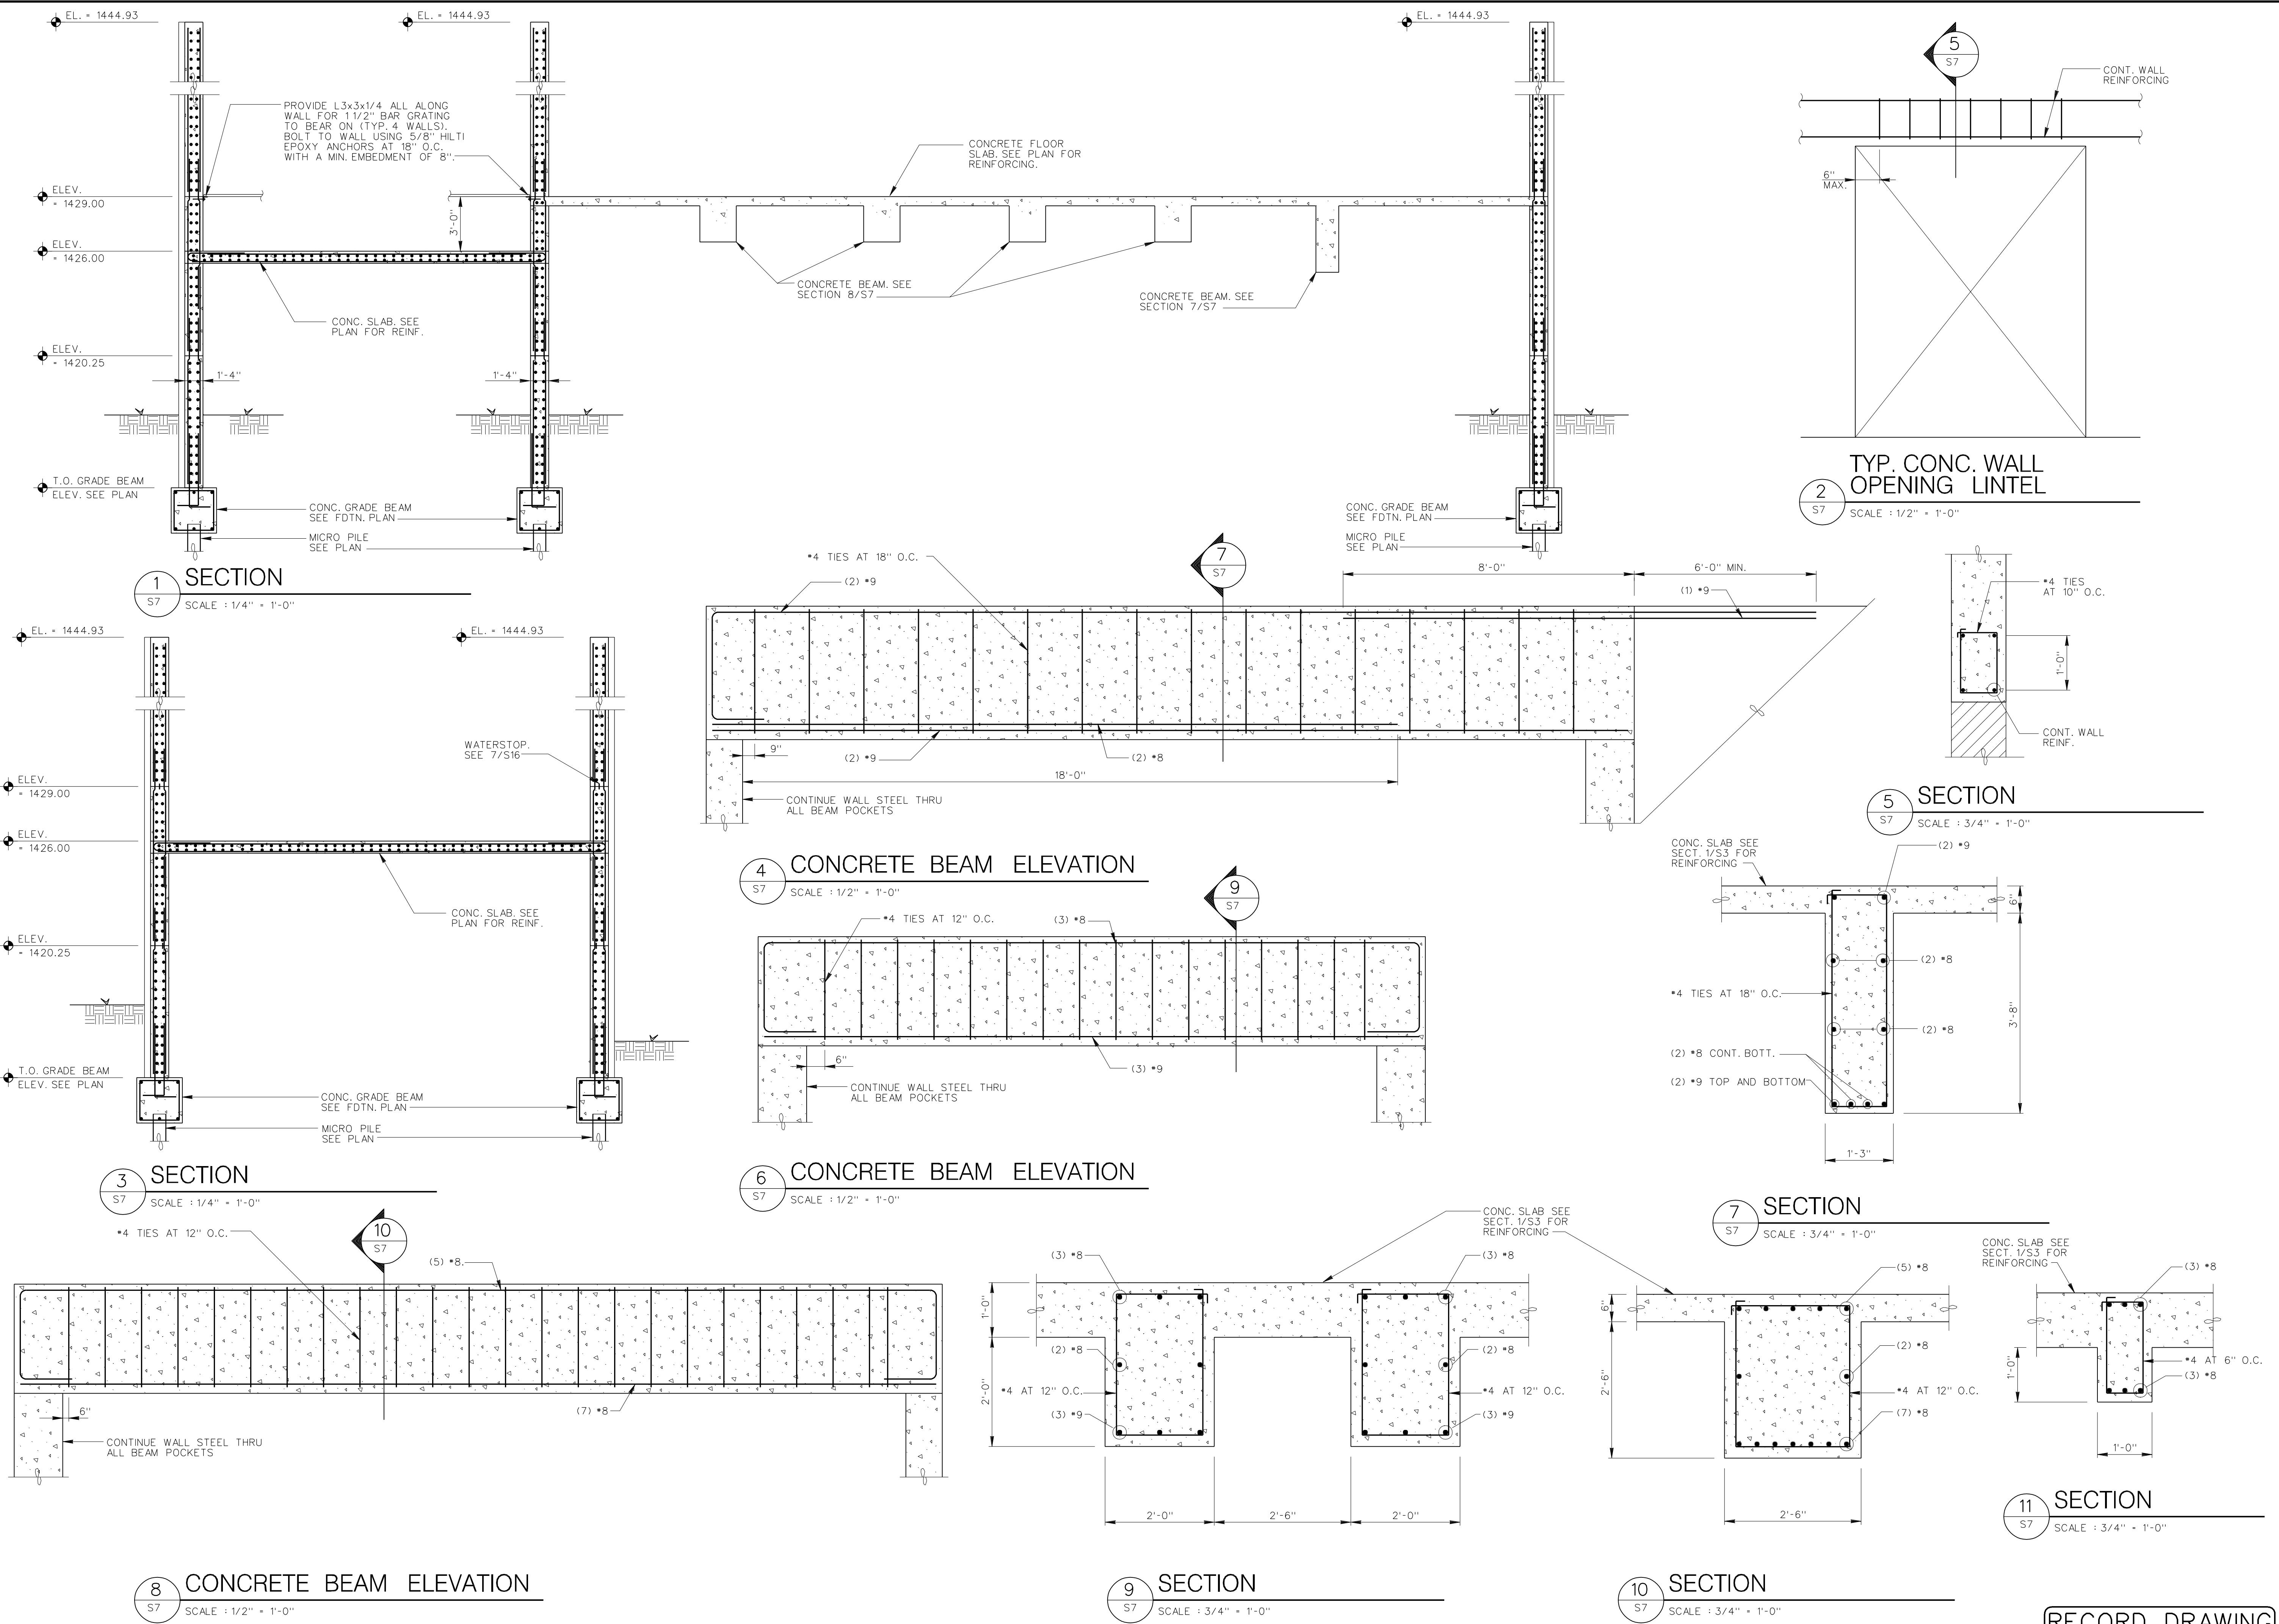 EL. = 1444.93
EL. = 1444.93
EL. = 1444.93
PROVIDE L3x3x1/4 ALL ALONG
WALL FOR 1 1/2" BAR GRATING
TO BEAR ON (TYP. 4 WALLS).
BOLT TO WALL USING 5/8" HILTI
EPOXY ANCHORS AT 18" O.C.
WITH A MIN. EMBEDMENT OF 8".
CONCRETE FLOOR
SLAB. SEE PLAN FOR
REINFORCING.
ELEV.
= 1429.00
3'-0"
ELEV.
= 1426.00
CONCRETE BEAM. SEE
SECTION 8/S7
CONCRETE BEAM. SEE
SECTION 7/S7
CONC. SLAB. SEE
PLAN FOR REINF.
ELEV.
= 1420.25
1'-4"
1'-4"
T.O. GRADE BEAM
ELEV. SEE PLAN
CONC. GRADE BEAM
SEE FDTN. PLAN
MICRO PILE
SEE PLAN
CONC. GRADE BEAM
SEE FDTN. PLAN
MICRO PILE
SEE PLAN
1
S7
SECTION
SCALE : 1/4" = 1'-0"
5
S7
CONT. WALL
REINFORCING
6"
MAX.
2
S7
TYP. CONC. WALL
OPENING LINTEL
SCALE : 1/2" = 1'-0"
EL. = 1444.93
EL. = 1444.93
WATERSTOP.
SEE 7/S16
ELEV.
= 1429.00
ELEV.
= 1426.00
CONC. SLAB. SEE
PLAN FOR REINF.
ELEV.
= 1420.25
T.O. GRADE BEAM
ELEV. SEE PLAN
CONC. GRADE BEAM
SEE FDTN. PLAN
MICRO PILE
SEE PLAN
3
S7
SECTION
SCALE : 1/4" = 1'-0"
*4 TIES AT 18" O.C.
(2) *9
7
S7
8'-0"
6'-0" MIN.
(1) *9
9"
(2) *9
(2) *8
18'-0"
CONTINUE WALL STEEL THRU
ALL BEAM POCKETS
4
S7
CONCRETE BEAM ELEVATION
SCALE : 1/2" = 1'-0"
*4 TIES
AT 10" O.C.
1'-0"
CONT. WALL
REINF.
5
S7
SECTION
SCALE : 3/4" = 1'-0"
*4 TIES AT 12" O.C.
(3) *8
9
S7
6"
(3) *9
CONTINUE WALL STEEL THRU
ALL BEAM POCKETS
6
S7
CONCRETE BEAM ELEVATION
SCALE : 1/2" = 1'-0"
CONC. SLAB SEE
SECT. 1/S3 FOR
REINFORCING
(2) *9
6"
(2) *8
*4 TIES AT 18" O.C.
(2) *8
3'-8"
(2) *8 CONT. BOTT.
(2) *9 TOP AND BOTTOM
1'-3"
7
S7
SECTION
SCALE : 3/4" = 1'-0"
*4 TIES AT 12" O.C.
10
S7
(5) *8.
6"
(7) *8
CONTINUE WALL STEEL THRU
ALL BEAM POCKETS
8
S7
CONCRETE BEAM ELEVATION
SCALE : 1/2" = 1'-0"
CONC. SLAB SEE
SECT. 1/S3 FOR
REINFORCING
(3) *8
(3) *8
1'-0"
(2) *8
(2) *8
2'-0"
*4 AT 12" O.C.
*4 AT 12" O.C.
(3) *9
(3) *9
2'-0"
2'-6"
2'-0"
9
S7
SECTION
SCALE : 3/4" = 1'-0"
(5) *8
6"
(2) *8
2'-6"
*4 AT 12" O.C.
(7) *8
2'-6"
10
S7
SECTION
SCALE : 3/4" = 1'-0"
CONC. SLAB SEE
SECT. 1/S3 FOR
REINFORCING
(3) *8
*4 AT 6" O.C.
1'-0"
(3) *8
1'-0"
11
S7
SECTION
SCALE : 3/4" = 1'-0"
RECORD DRAWING